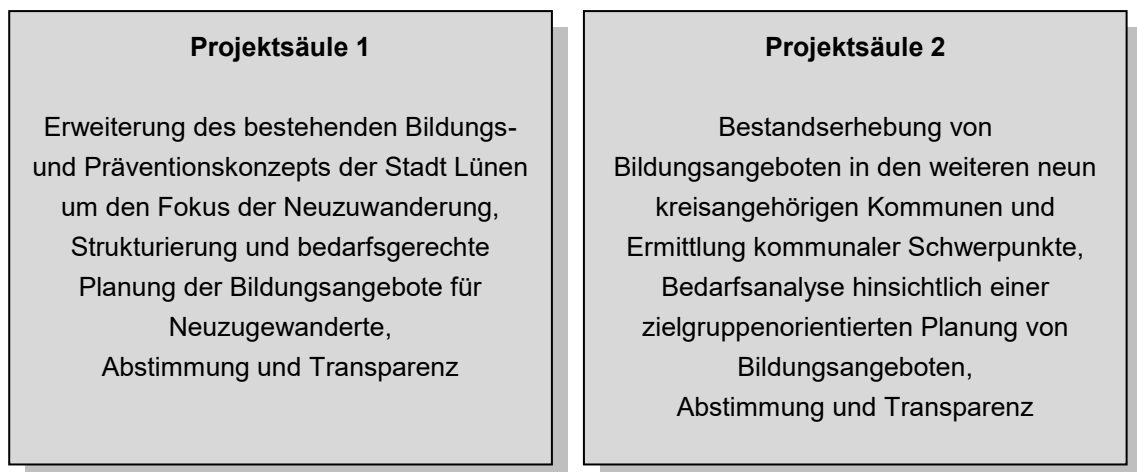 Projektsäule 1
Erweiterung des bestehenden Bildungs-
und Präventionskonzepts der Stadt Lünen
um den Fokus der Neuzuwanderung,
Strukturierung und bedarfsgerechte
Planung der Bildungsangebote für
Neuzugewanderte,
Abstimmung und Transparenz
Projektsäule 2
Bestandserhebung von
Bildungsangeboten in den weiteren neun
kreisangehörigen Kommunen und
Ermittlung kommunaler Schwerpunkte,
Bedarfsanalyse hinsichtlich einer
zielgruppenorientierten Planung von
Bildungsangeboten,
Abstimmung und Transparenz